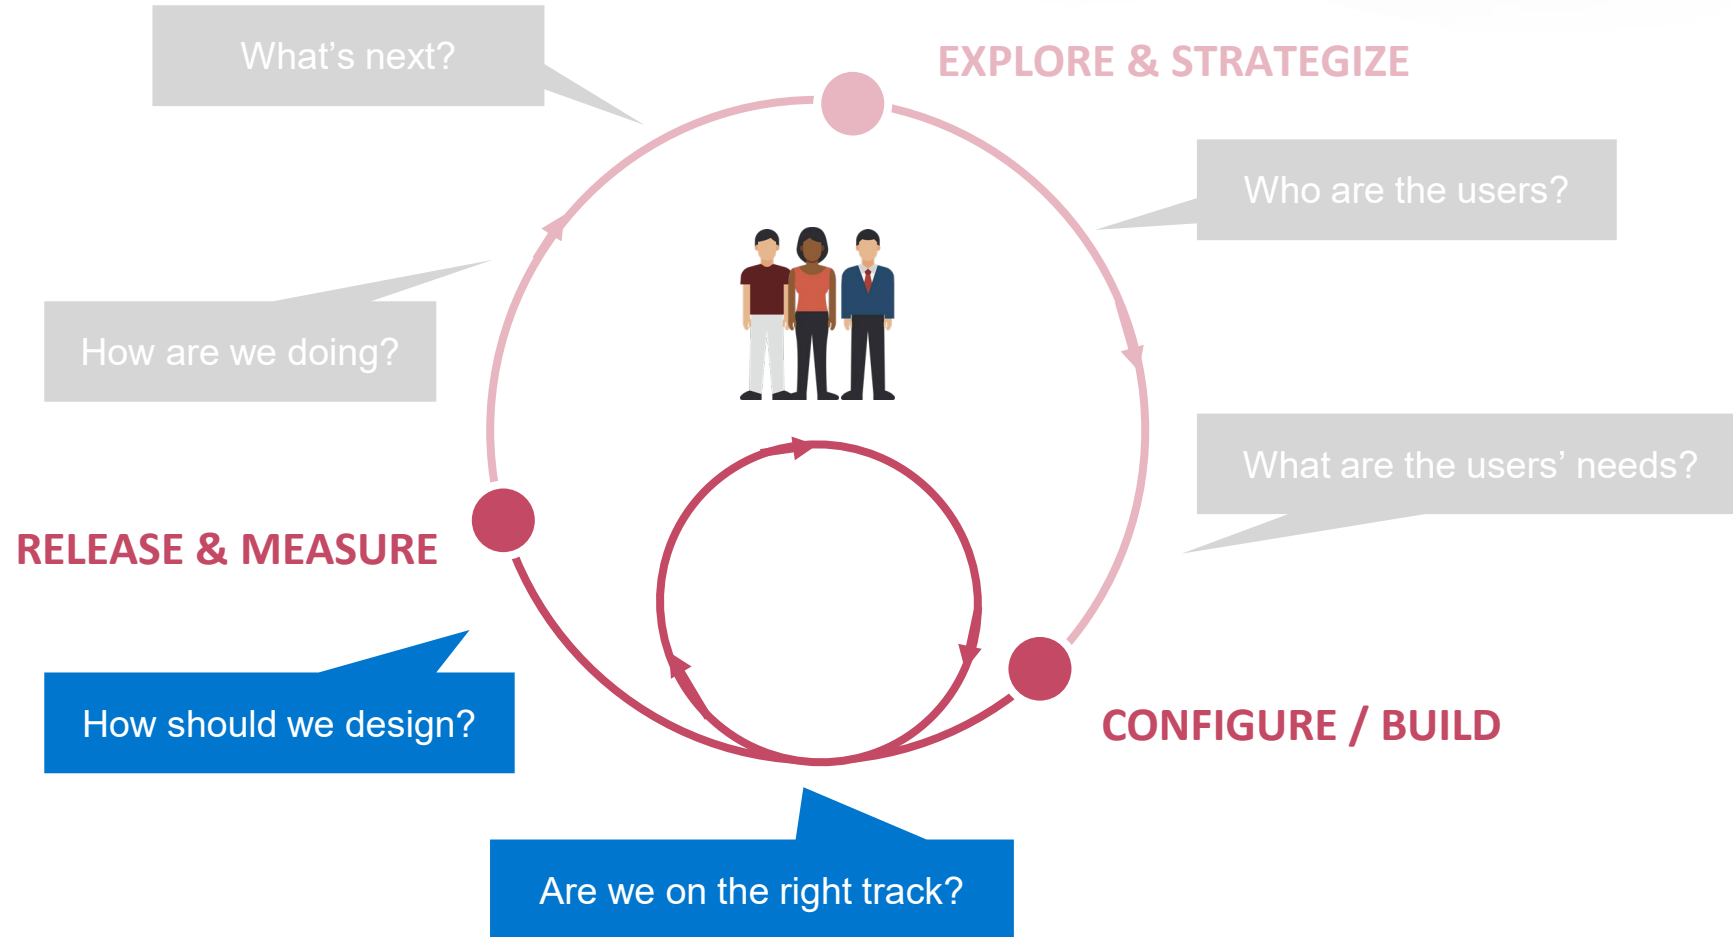 What’s next?
EXPLORE & STRATEGIZE
Who are the users?
How are we doing?
What are the users’ needs?
RELEASE & MEASURE
How should we design?
CONFIGURE / BUILD
Are we on the right track?